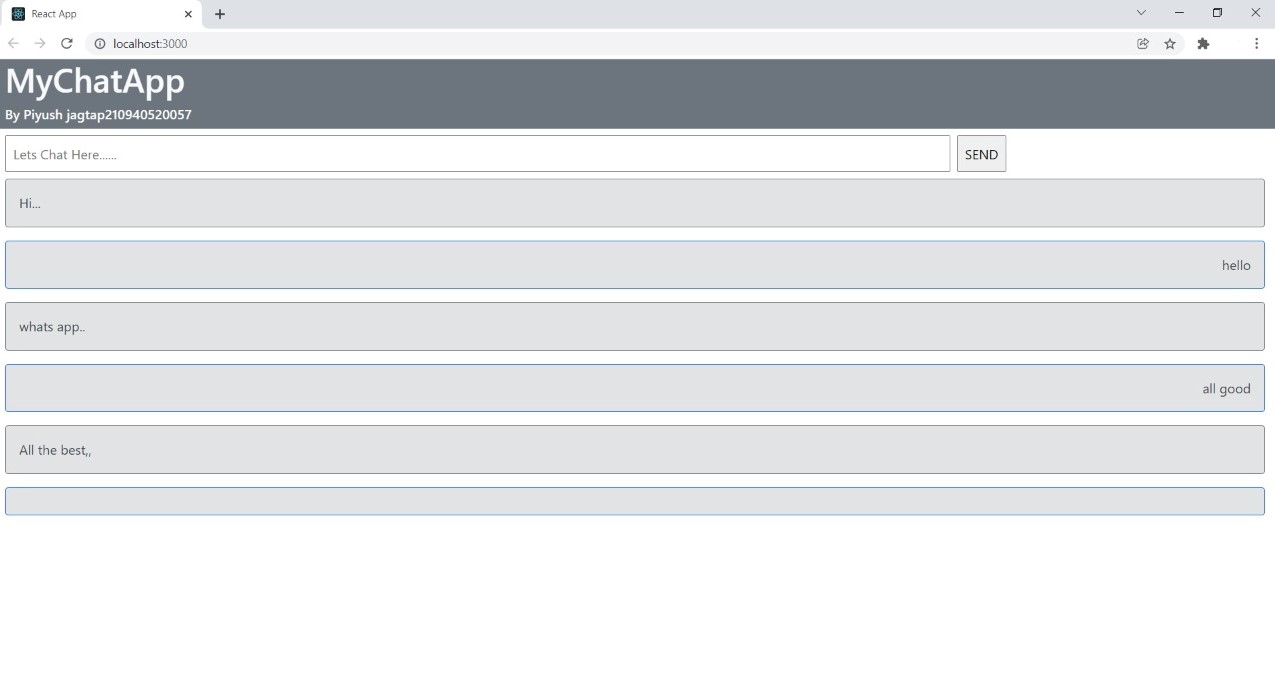 React App
localhost:3000
MyChatApp
By Piyush jagtap210940520057
Lets Chat Here...... SEND
Hi...
hello
whats app..
all good
All the best,,